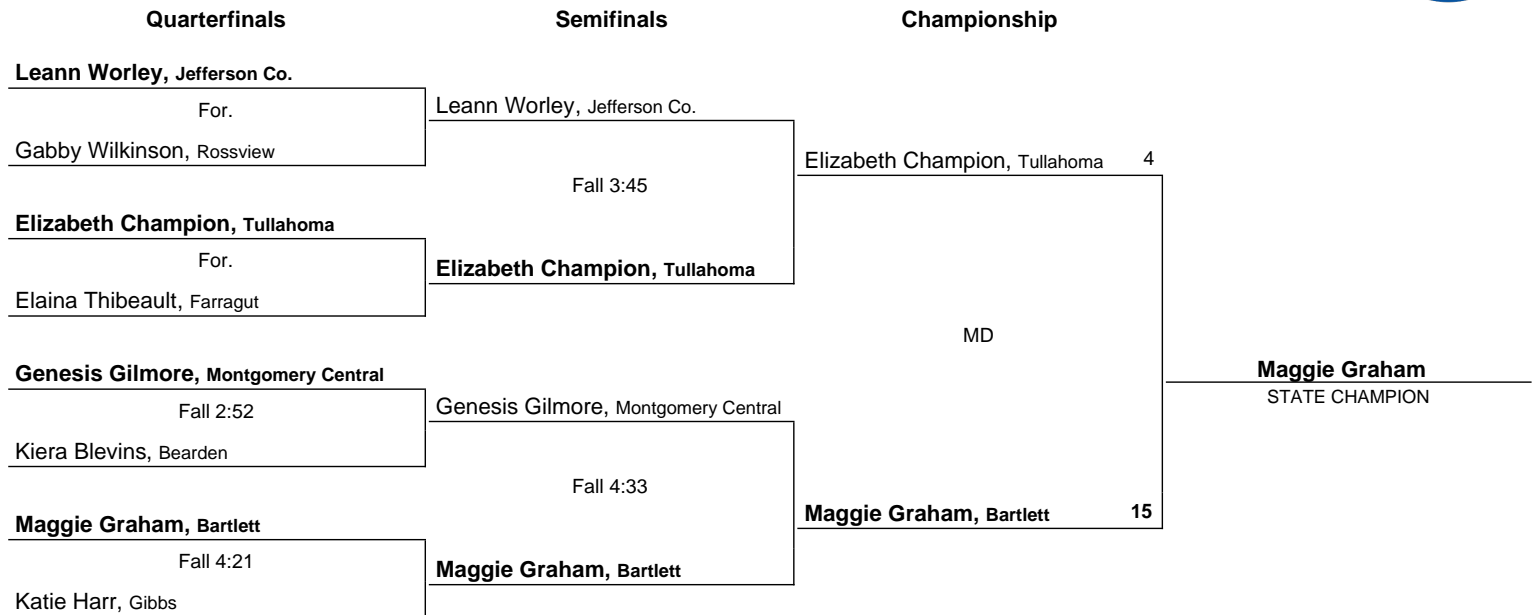 Quarterfinals Semifinals Championship
Leann Worley, Jefferson Co.
For.
Leann Worley, Jefferson Co.
Gabby Wilkinson, Rossview
Elizabeth Champion, Tullahoma 4
Fall 3:45
Elizabeth Champion, Tullahoma
For.
Elizabeth Champion, Tullahoma
Elaina Thibeault, Farragut
MD
Genesis Gilmore, Montgomery Central
Maggie Graham
STATE CHAMPION
Fall 2:52
Genesis Gilmore, Montgomery Central
Kiera Blevins, Bearden
Fall 4:33
Maggie Graham, Bartlett 15
Maggie Graham, Bartlett
Fall 4:21
Maggie Graham, Bartlett
Katie Harr, Gibbs